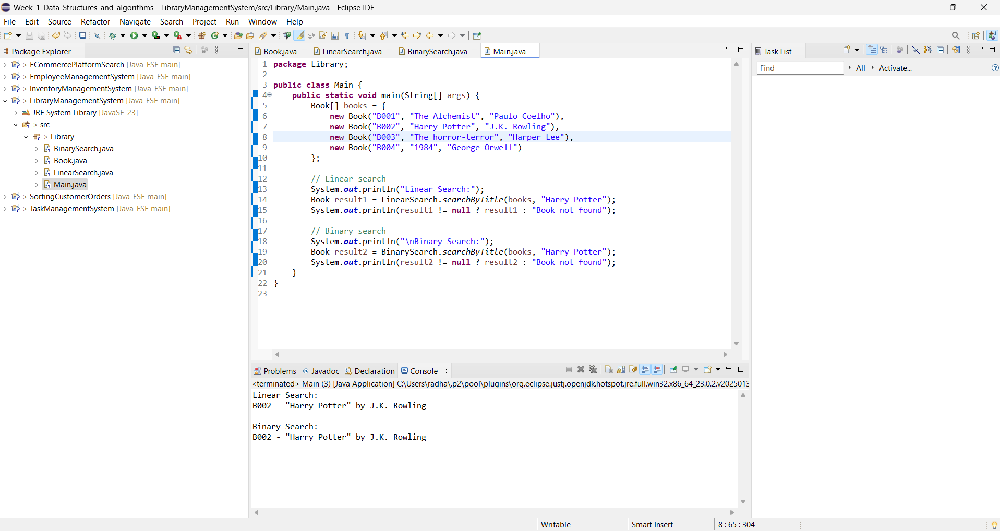 Week_1_Data_Structures_and_algorithms - LibraryManagementSystem/src/Library/Main.java - Eclipse IDE
File Edit Source Refactor Navigate Search Project Run Window Help
Package Explorer
> ECommercePlatformSearch [Java-FSE main]
> EmployeeManagementSystem [Java-FSE main]
> InventoryManagementSystem [Java-FSE main]
> LibraryManagementSystem [Java-FSE main]
JRE System Library [JavaSE-23]
> src
> Library
BinarySearch.java
Book.java
LinearSearch.java
Main.java
> SortingCustomerOrders [Java-FSE main]
> TaskManagementSystem [Java-FSE main]
Book.java LinearSearch.java BinarySearch.java Main.java
1 package Library;
2
3 public class Main {
4     public static void main(String[] args) {
5         Book[] books = {
6             new Book("B001", "The Alchemist", "Paulo Coelho"),
7             new Book("B002", "Harry Potter", "J.K. Rowling"),
8             new Book("B003", "The horror-terror", "Harper Lee"),
9             new Book("B004", "1984", "George Orwell")
10         };
11
12         // Linear search
13         System.out.println("Linear Search:");
14         Book result1 = LinearSearch.searchByTitle(books, "Harry Potter");
15         System.out.println(result1 != null ? result1 : "Book not found");
16
17         // Binary search
18         System.out.println("\nBinary Search:");
19         Book result2 = BinarySearch.searchByTitle(books, "Harry Potter");
20         System.out.println(result2 != null ? result2 : "Book not found");
21     }
22 }
23
Problems Javadoc Declaration Console
<terminated> Main (3) [Java Application] C:\Users\radha\.p2\pool\plugins\org.eclipse.justj.openjdk.hotspot.jre.full.win32.x86_64_23.0.2.v2025013
Linear Search:
B002 - "Harry Potter" by J.K. Rowling
Binary Search:
B002 - "Harry Potter" by J.K. Rowling
Task List
Find All Activate...
Writable Smart Insert 8 : 65 : 304